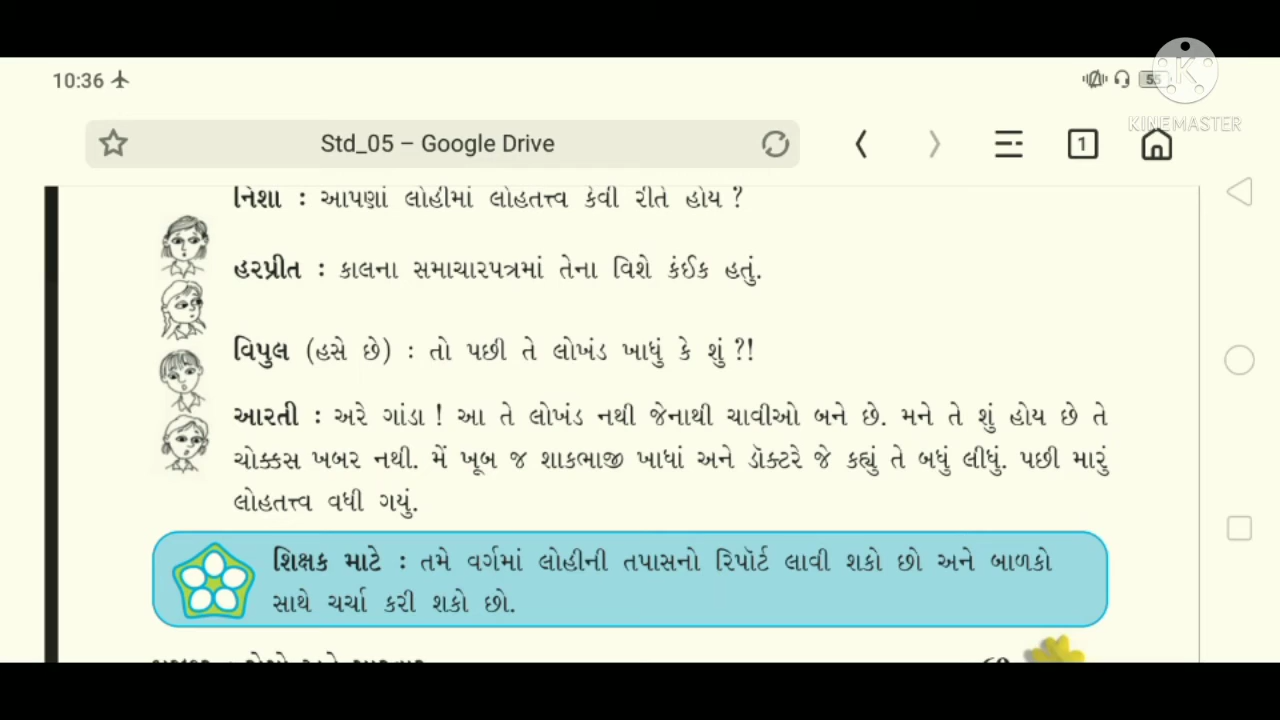 10:36
55
KINEMASTER
Std_05 – Google Drive
1
નિશા : આપણાં લોહીમાં લોહતત્ત્વ કેવી રીતે હોય ?
હરપ્રીત : કાલના સમાચારપત્રમાં તેના વિશે કંઈક હતું.
વિપુલ (હસે છે) : તો પછી તે લોખંડ ખાધું કે શું ?!
આરતી : અરે ગાંડા ! આ તે લોખંડ નથી જેનાથી ચાવીઓ બને છે. મને તે શું હોય છે તે
ચોક્કસ ખબર નથી. મેં ખૂબ જ શાકભાજી ખાધાં અને ડૉક્ટરે જે કહ્યું તે બધું લીધું. પછી મારું
લોહતત્ત્વ વધી ગયું.
શિક્ષક માટે : તમે વર્ગમાં લોહીની તપાસનો રિપૉર્ટ લાવી શકો છો અને બાળકો
સાથે ચર્ચા કરી શકો છો.